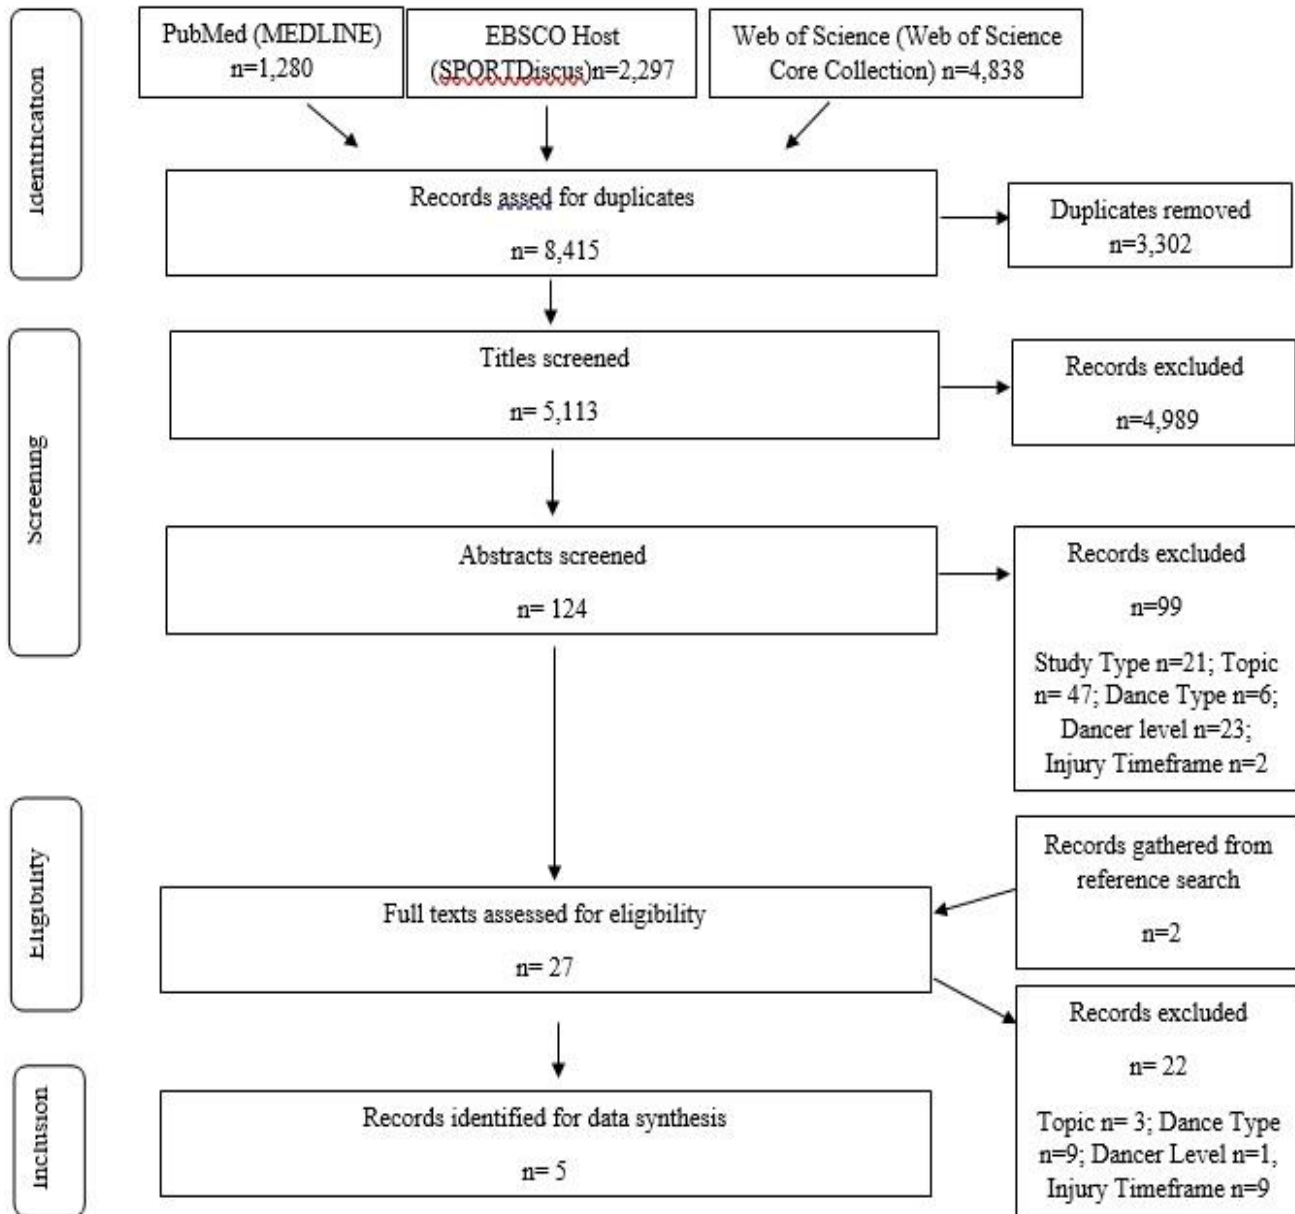 Identification
PubMed (MEDLINE)
n=1,280
EBSCO Host
(SPORTDiscus)n=2,297
Web of Science (Web of Science
Core Collection) n=4,838
Records assed for duplicates
n= 8,415
Duplicates removed
n=3,302
Screening
Titles screened
n= 5,113
Records excluded
n=4,989
Abstracts screened
n= 124
Records excluded
n=99
Study Type n=21; Topic
n= 47; Dance Type n=6;
Dancer level n=23;
Injury Timeframe n=2
Eligibility
Records gathered from
reference search
n=2
Full texts assessed for eligibility
n= 27
Records excluded
n= 22
Topic n= 3; Dance Type
n=9; Dancer Level n=1,
Injury Timeframe n=9
Inclusion
Records identified for data synthesis
n= 5